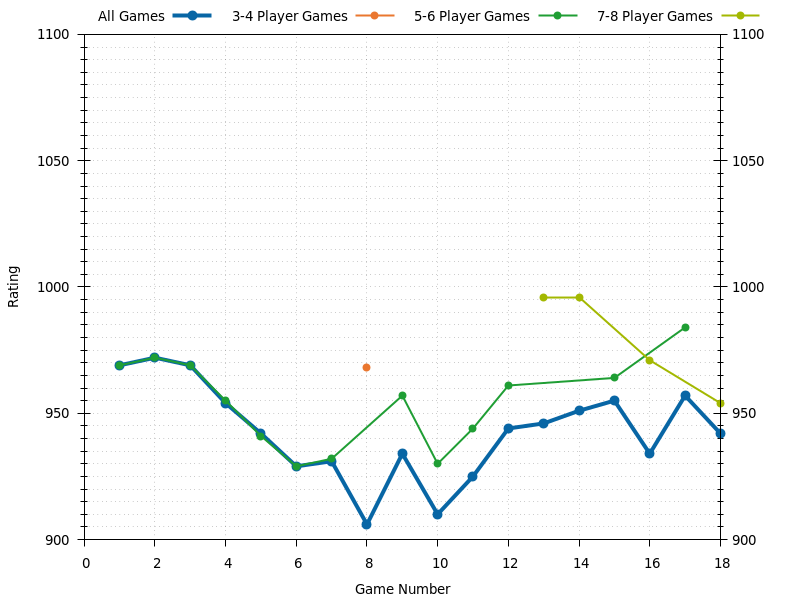 All Games 3-4 Player Games 5-6 Player Games 7-8 Player Games
1100 1100
1050 1050
1000 1000
950 950
900 900
0 2 4 6 8 10 12 14 16 18
Rating
Game Number